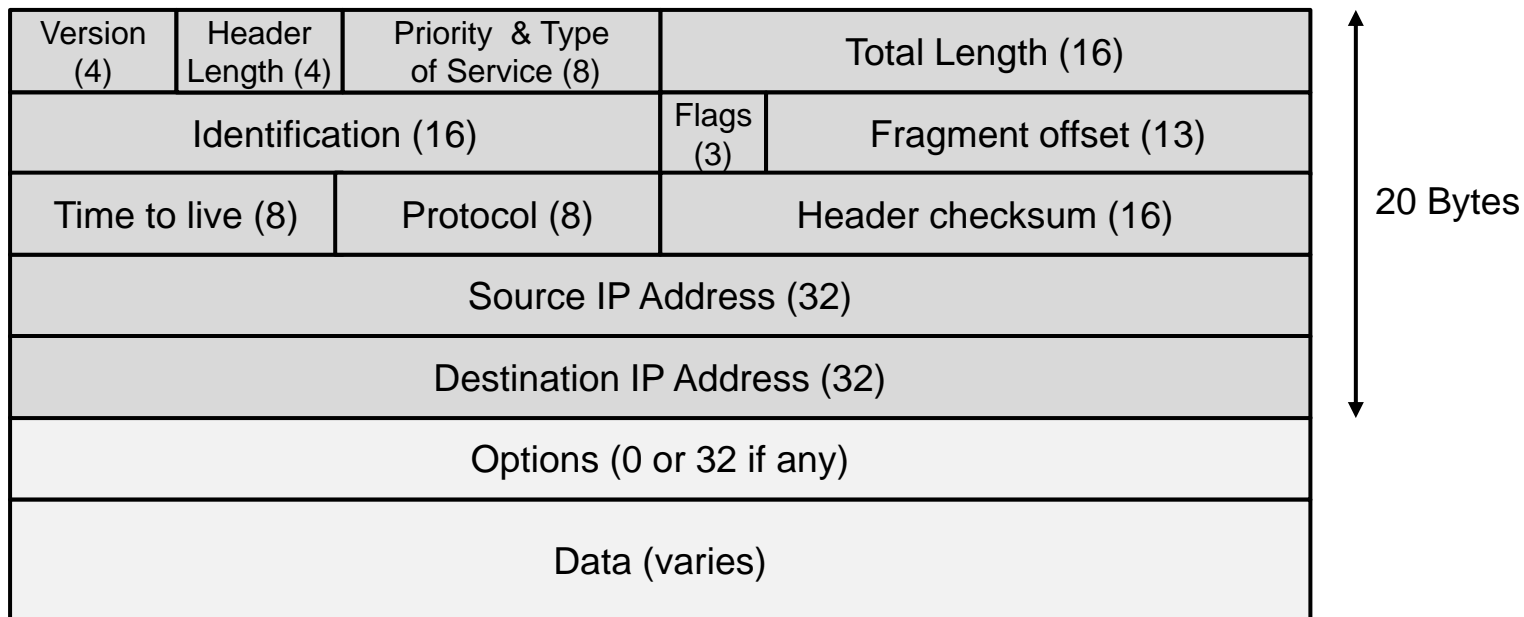 Version
(4)
Header
Length (4)
Priority & Type
of Service (8)
Total Length (16)
Identification (16)
Flags
(3)
Fragment offset (13)
Time to live (8)
Protocol (8)
Header checksum (16)
20 Bytes
Source IP Address (32)
Destination IP Address (32)
Options (0 or 32 if any)
Data (varies)